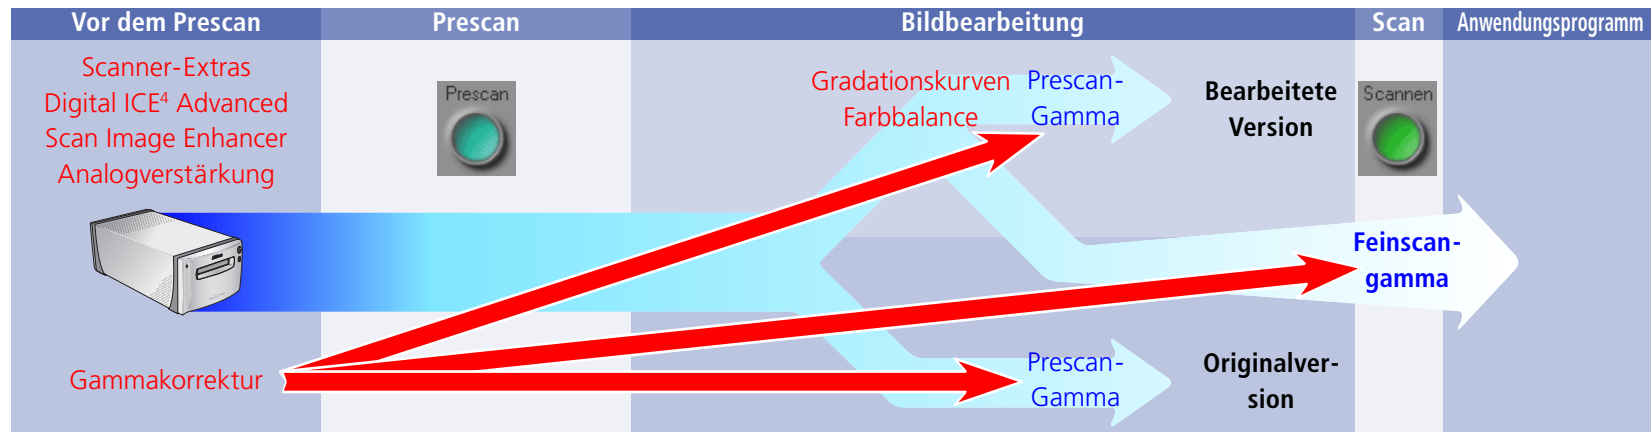 Vor dem Prescan
Prescan
Bildbearbeitung
Scan
Anwendungsprogramm
Scanner-Extras
Digital ICE⁴ Advanced
Scan Image Enhancer
Analogverstärkung
Prescan
Gradationskurven
Farbbalance
Prescan-
Gamma
Bearbeitete
Version
Scannen
Feinscan-
gamma
Gammakorrektur
Prescan-
Gamma
Originalver-
sion